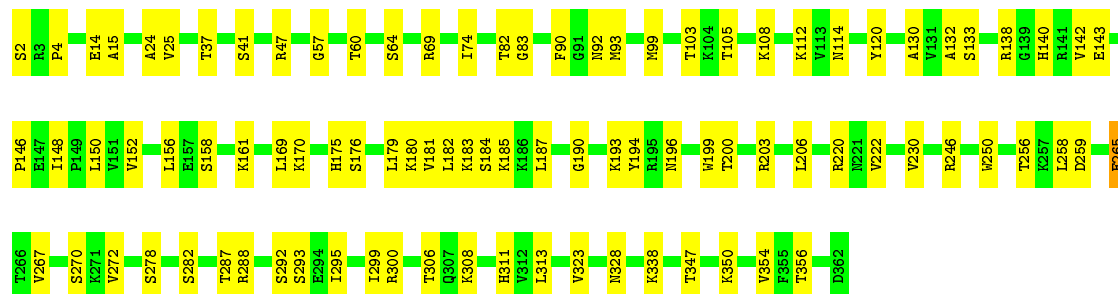 S2 R3 P4 E14 A15 A24 V25 T37 S41 R47 G57 T60 S64 R69 I74 T82 G83 F90 G91 N92 M93 M99 T103 K104 T105 K108 K112 V113 N114 Y120 A130 V131 A132 S133 R138 G139 H140 R141 V142 E143
P146 E147 I148 P149 L150 V151 V152 L156 E157 S158 K161 L169 K170 H175 S176 L179 K180 V181 L182 K183 S184 K185 K186 L187 G190 K193 Y194 R195 N196 W199 T200 R203 L206 R220 N221 V222 V230 R246 W250 T256 K257 L258 D259
T266 V267 S270 K271 V272 S278 S282 T287 R288 S292 S293 E294 I295 I299 R300 T306 Q307 K308 H311 V312 L313 V323 N328 K338 T347 K350 V354 F355 T356 D362